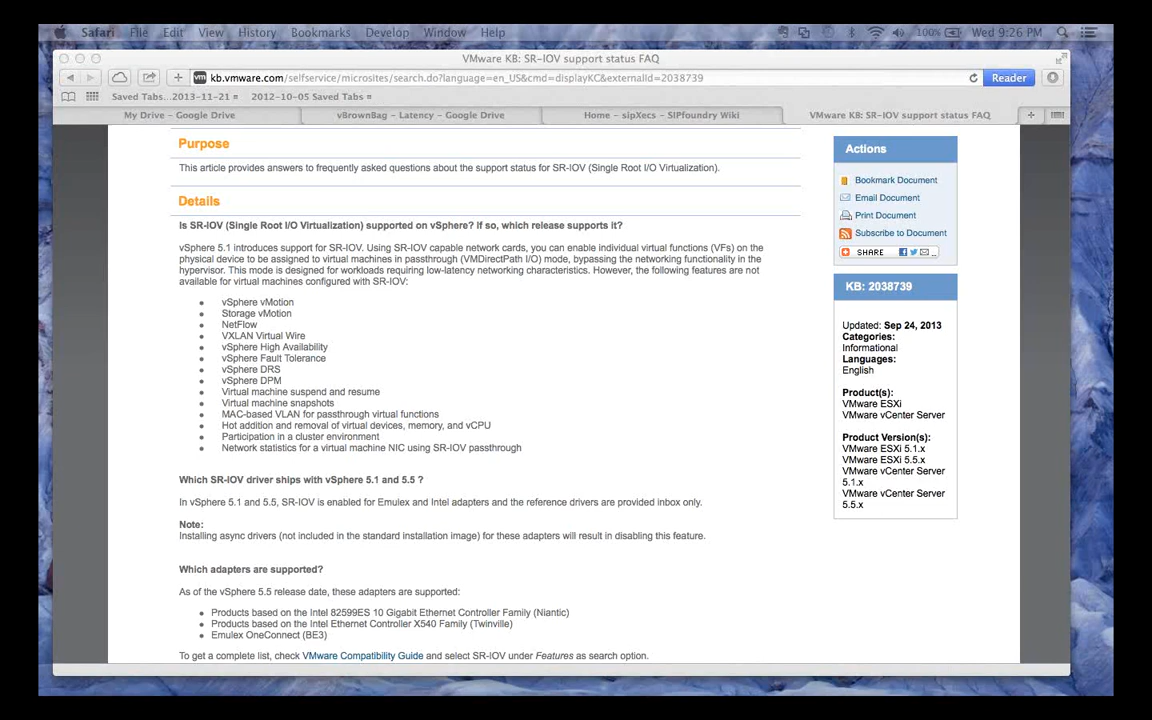 Safari File Edit View History Bookmarks Develop Window Help 100% Wed 9:26 PM
VMware KB: SR-IOV support status FAQ
kb.vmware.com/selfservice/microsites/search.do?language=en_US&cmd=displayKC&externalId=2038739 Reader
Saved Tabs...2013-11-21 2012-10-05 Saved Tabs
My Drive – Google Drive vBrownBag – Latency – Google Drive Home – sipXecs – SIPfoundry Wiki VMware KB: SR-IOV support status FAQ
Purpose
This article provides answers to frequently asked questions about the support status for SR-IOV (Single Root I/O Virtualization).
Details
Is SR-IOV (Single Root I/O Virtualization) supported on vSphere? If so, which release supports it?
vSphere 5.1 introduces support for SR-IOV. Using SR-IOV capable network cards, you can enable individual virtual functions (VFs) on the
physical device to be assigned to virtual machines in passthrough (VMDirectPath I/O) mode, bypassing the networking functionality in the
hypervisor. This mode is designed for workloads requiring low-latency networking characteristics. However, the following features are not
available for virtual machines configured with SR-IOV:
• vSphere vMotion
• Storage vMotion
• NetFlow
• VXLAN Virtual Wire
• vSphere High Availability
• vSphere Fault Tolerance
• vSphere DRS
• vSphere DPM
• Virtual machine suspend and resume
• Virtual machine snapshots
• MAC-based VLAN for passthrough virtual functions
• Hot addition and removal of virtual devices, memory, and vCPU
• Participation in a cluster environment
• Network statistics for a virtual machine NIC using SR-IOV passthrough
Which SR-IOV driver ships with vSphere 5.1 and 5.5 ?
In vSphere 5.1 and 5.5, SR-IOV is enabled for Emulex and Intel adapters and the reference drivers are provided inbox only.
Note:
Installing async drivers (not included in the standard installation image) for these adapters will result in disabling this feature.
Which adapters are supported?
As of the vSphere 5.5 release date, these adapters are supported:
• Products based on the Intel 82599ES 10 Gigabit Ethernet Controller Family (Niantic)
• Products based on the Intel Ethernet Controller X540 Family (Twinville)
• Emulex OneConnect (BE3)
To get a complete list, check VMware Compatibility Guide and select SR-IOV under Features as search option.
Actions
Bookmark Document
Email Document
Print Document
Subscribe to Document
SHARE
KB: 2038739
Updated: Sep 24, 2013
Categories:
Informational
Languages:
English
Product(s):
VMware ESXi
VMware vCenter Server
Product Version(s):
VMware ESXi 5.1.x
VMware ESXi 5.5.x
VMware vCenter Server
5.1.x
VMware vCenter Server
5.5.x